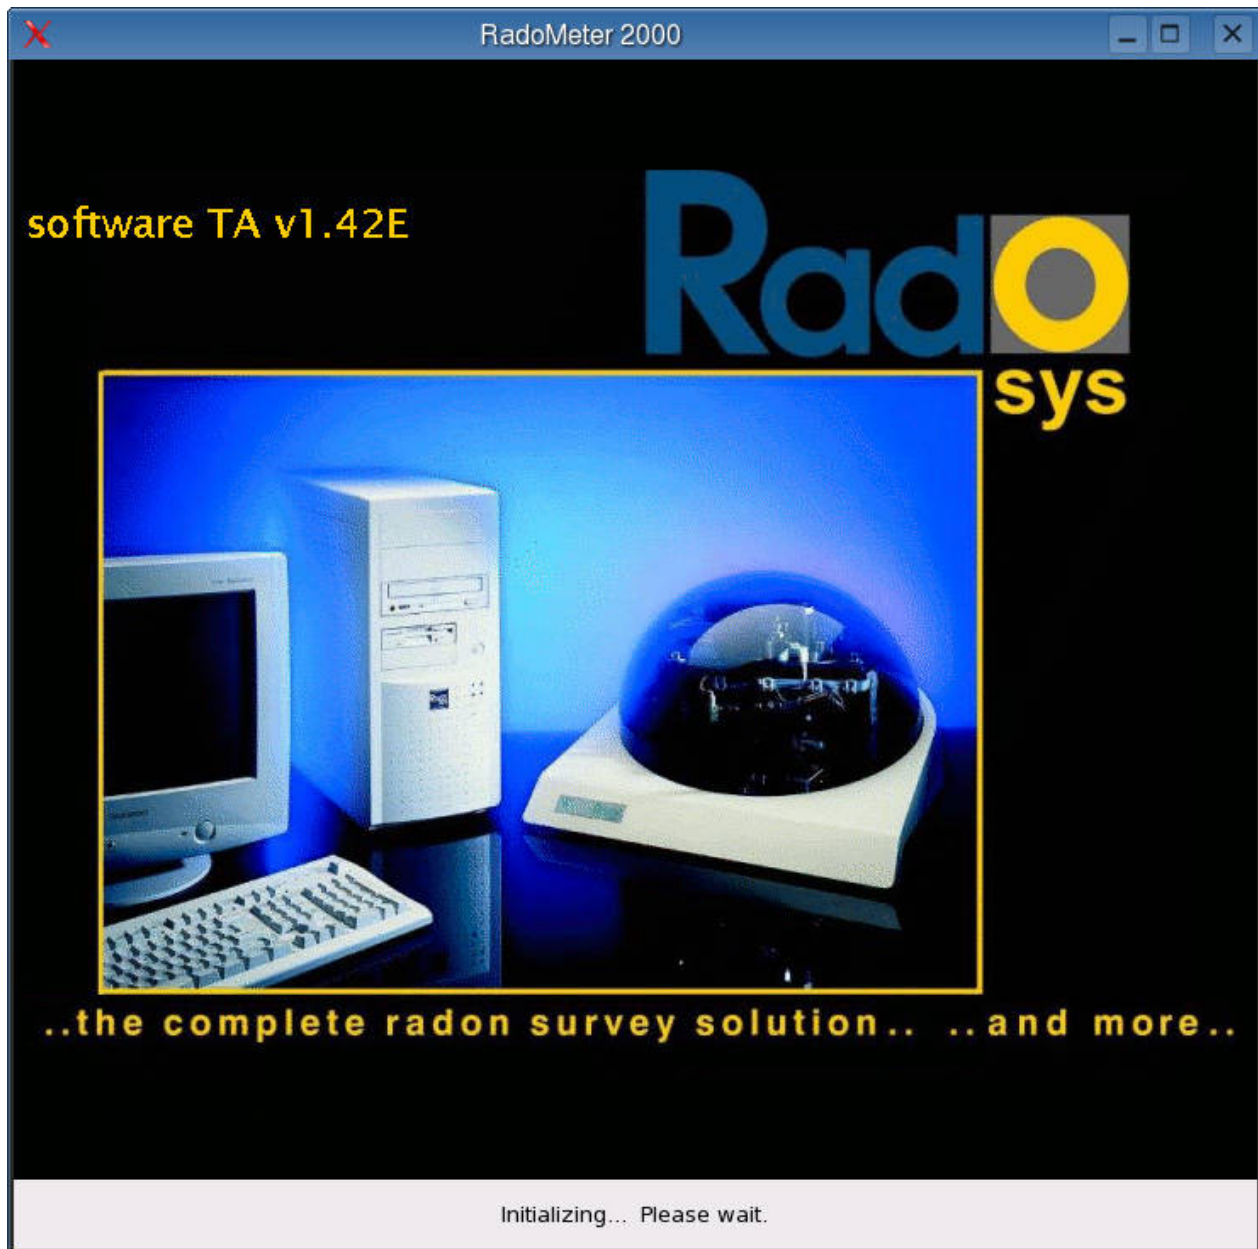 RadoMeter 2000
software TA v1.42E
Rado
sys
..the complete radon survey solution.. ..and more..
Initializing... Please wait.